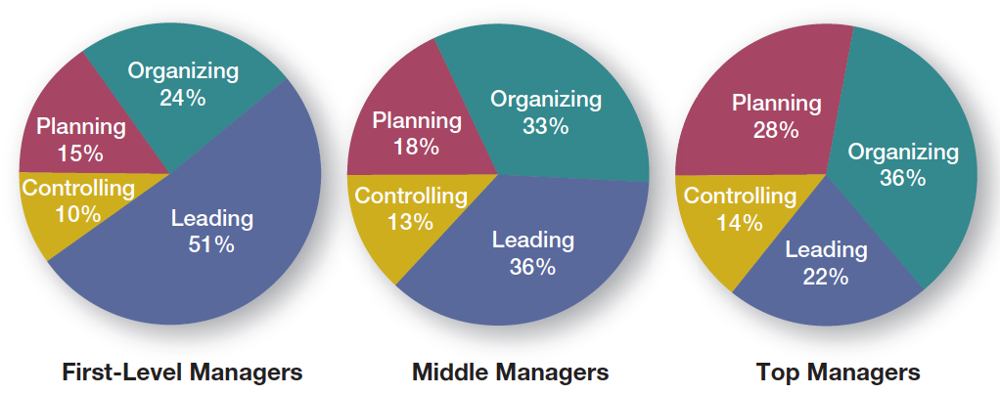 Organizing
24%
Planning
15%
Controlling
10%
Leading
51%
First-Level Managers
Organizing
33%
Planning
18%
Controlling
13%
Leading
36%
Middle Managers
Planning
28%
Organizing
36%
Controlling
14%
Leading
22%
Top Managers